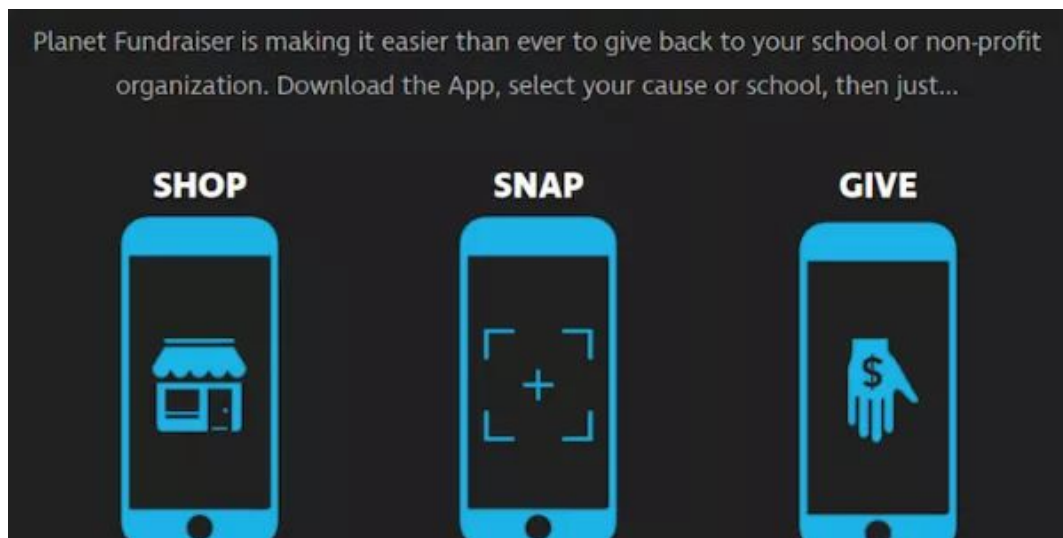 Planet Fundraiser is making it easier than ever to give back to your school or non-profit
organization. Download the App, select your cause or school, then just...
SHOP SNAP GIVE
$